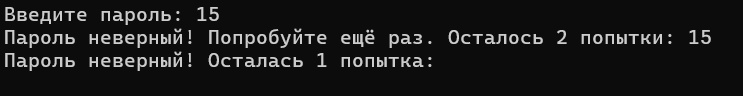 Введите пароль: 15
Пароль неверный! Попробуйте ещё раз. Осталось 2 попытки: 15
Пароль неверный! Осталась 1 попытка: